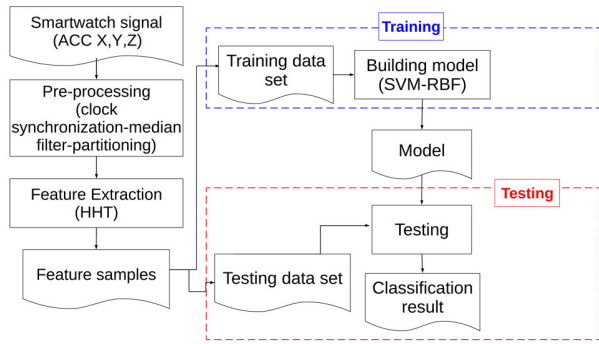 Smartwatch signal
(ACC X,Y,Z)
Pre-processing
(clock
synchronization-median
filter-partitioning)
Feature Extraction
(HHT)
Feature samples
Training
Training data
set
Building model
(SVM-RBF)
Model
Testing
Testing data set
Testing
Classification
result